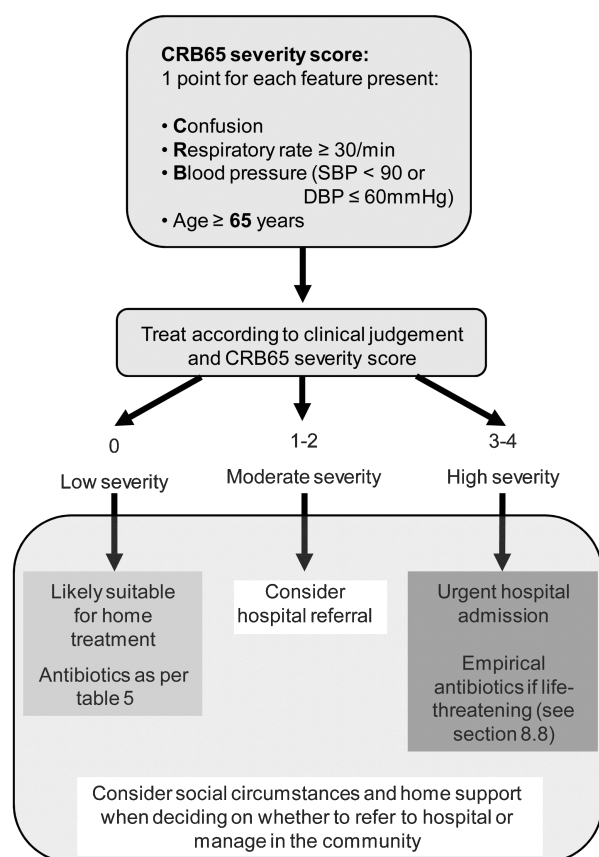 CRB65 severity score:
1 point for each feature present:
• Confusion
• Respiratory rate ≥ 30/min
• Blood pressure (SBP < 90 or
DBP ≤ 60mmHg)
• Age ≥ 65 years
Treat according to clinical judgement
and CRB65 severity score
0
Low severity
1-2
Moderate severity
3-4
High severity
Likely suitable
for home
treatment
Antibiotics as per
table 5
Consider
hospital referral
Urgent hospital
admission
Empirical
antibiotics if life-
threatening (see
section 8.8)
Consider social circumstances and home support
when deciding on whether to refer to hospital or
manage in the community